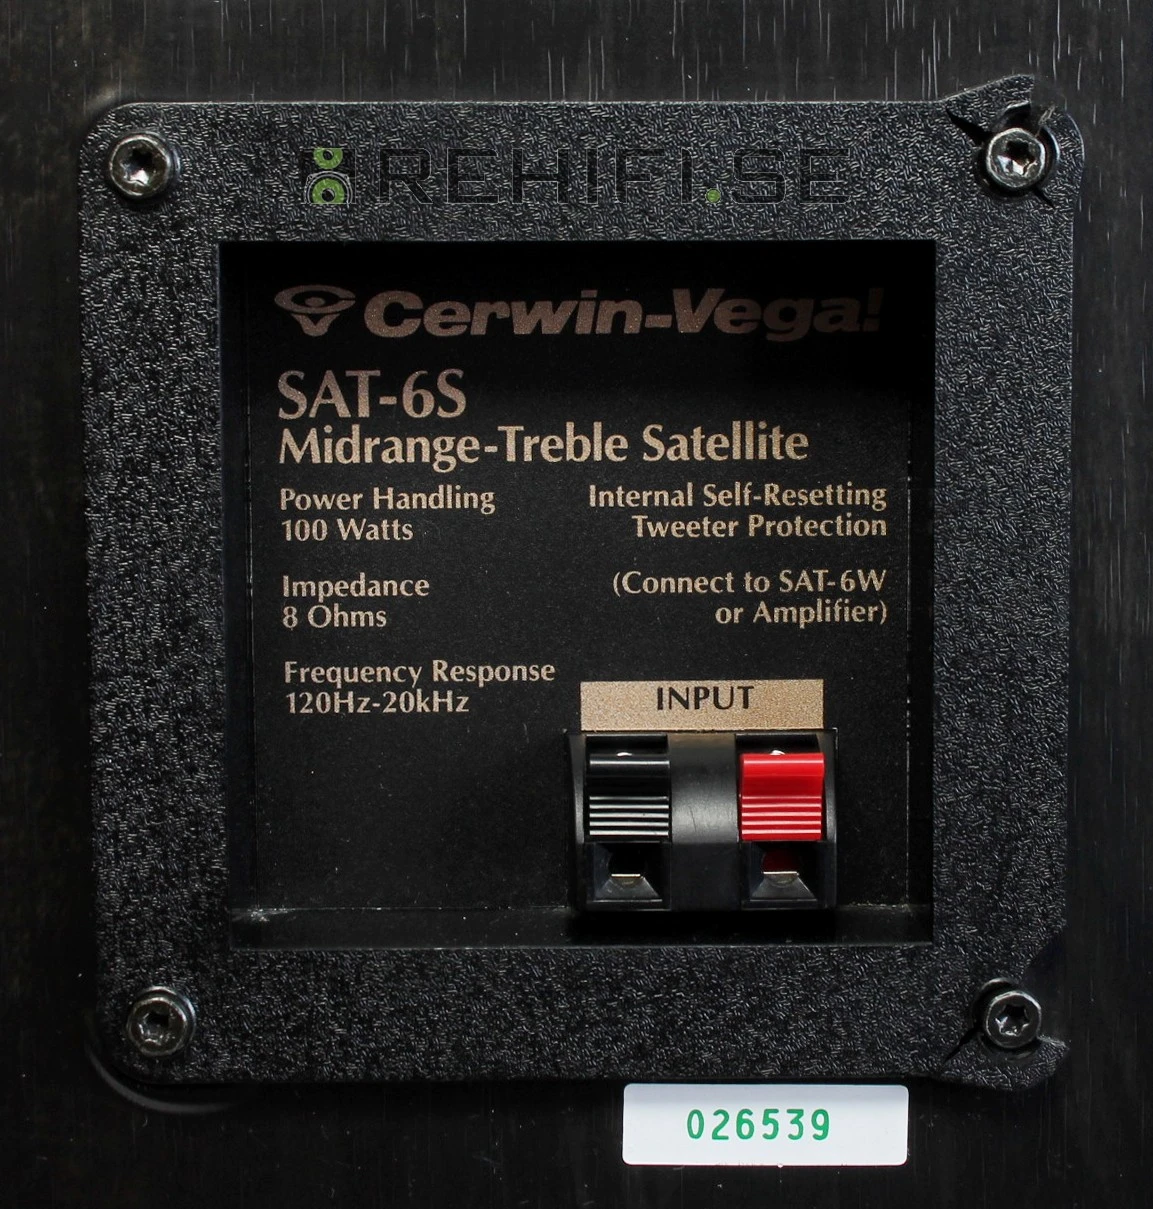 REHIFI.SE
Cerwin-Vega!
SAT-6S
Midrange-Treble Satellite
Power Handling
100 Watts
Internal Self-Resetting
Tweeter Protection
Impedance
8 Ohms
(Connect to SAT-6W
or Amplifier)
Frequency Response
120Hz-20kHz
INPUT
026539